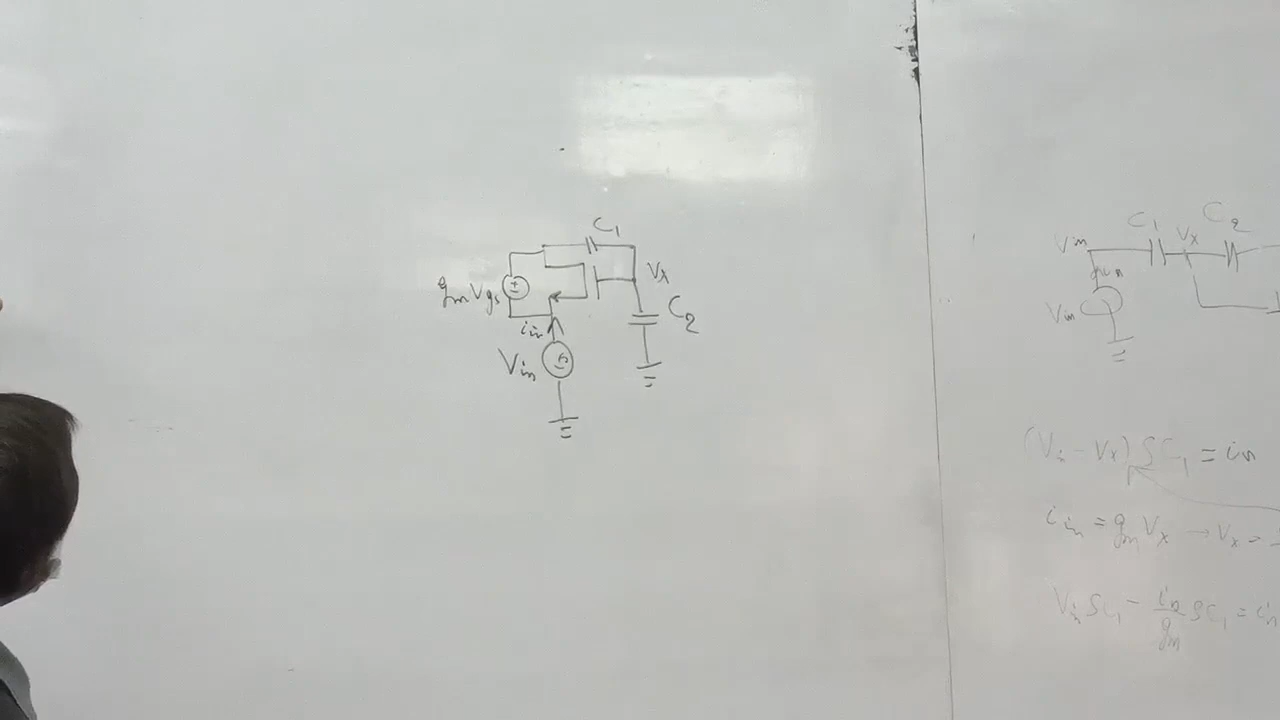 C₁
Vx
gmVgs
C₂
iin
Vin
C₁
C₂
Vin
Vx
Vin
(Vin - Vx) SC₁ = iin
iin = gm Vx → Vx =
Vin SC₁ - iin/gm SC₁ = iin